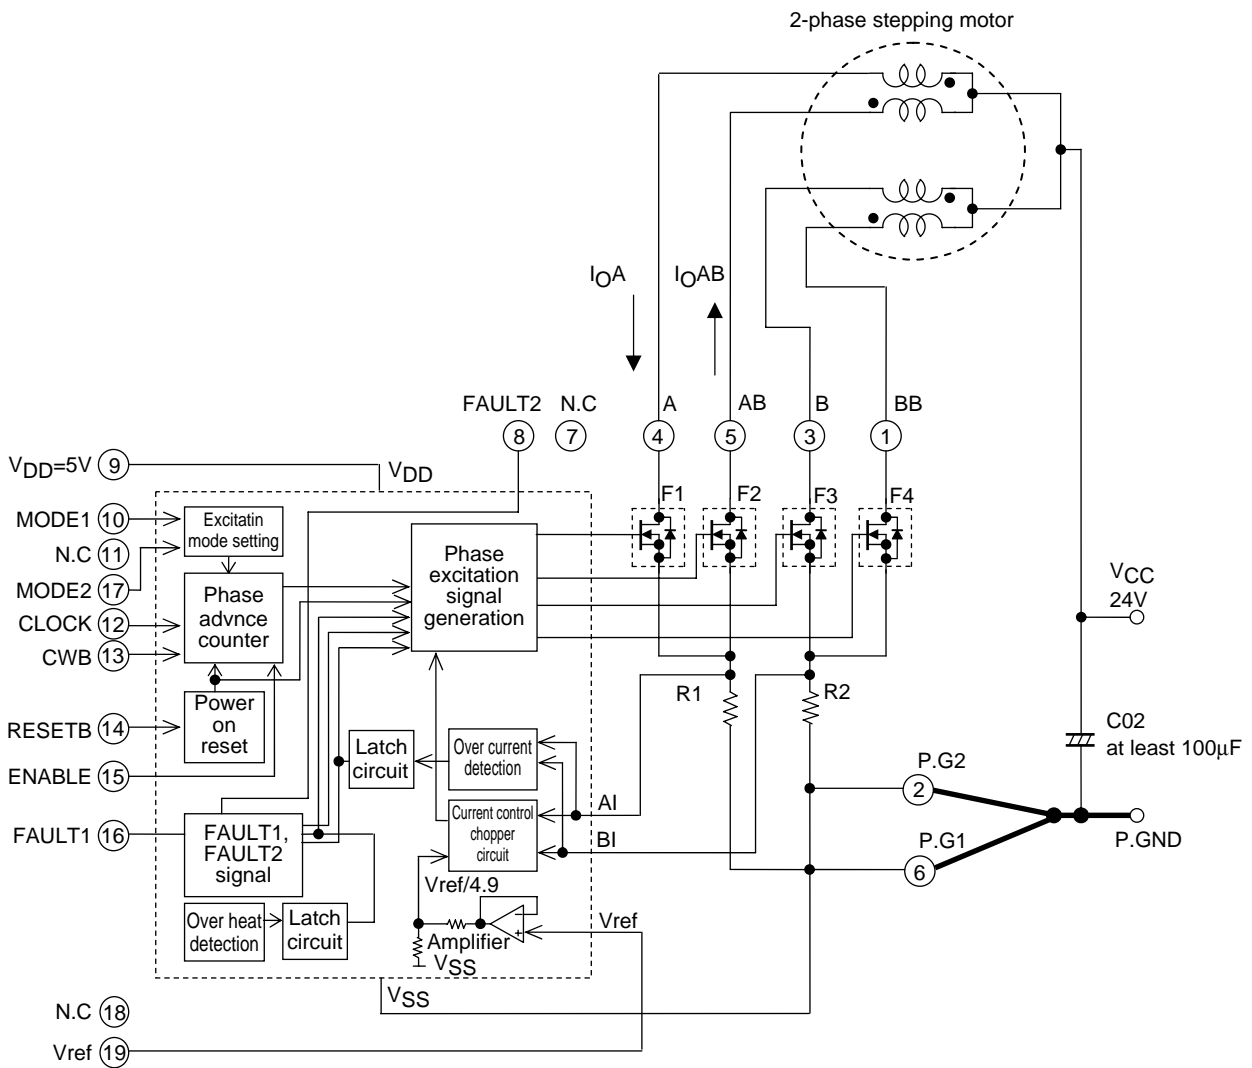 2-phase stepping motor
IOA
IOAB
FAULT2
N.C
A
AB
B
BB
8
7
4
5
3
1
VDD=5V
9
VDD
F1
F2
F3
F4
MODE1
10
Excitatin
mode setting
N.C
11
MODE2
17
Phase
excitation
signal
generation
VCC
24V
CLOCK
12
Phase
advnce
counter
CWB
13
R1
R2
RESETB
14
Power
on
reset
C02
at least 100µF
Latch
circuit
Over current
detection
ENABLE
15
P.G2
2
AI
FAULT1
16
FAULT1,
FAULT2
signal
Current control
chopper
circuit
BI
P.GND
P.G1
6
Vref/4.9
Over heat
detection
Latch
circuit
Vref
Amplifier
VSS
VSS
N.C
18
Vref
19